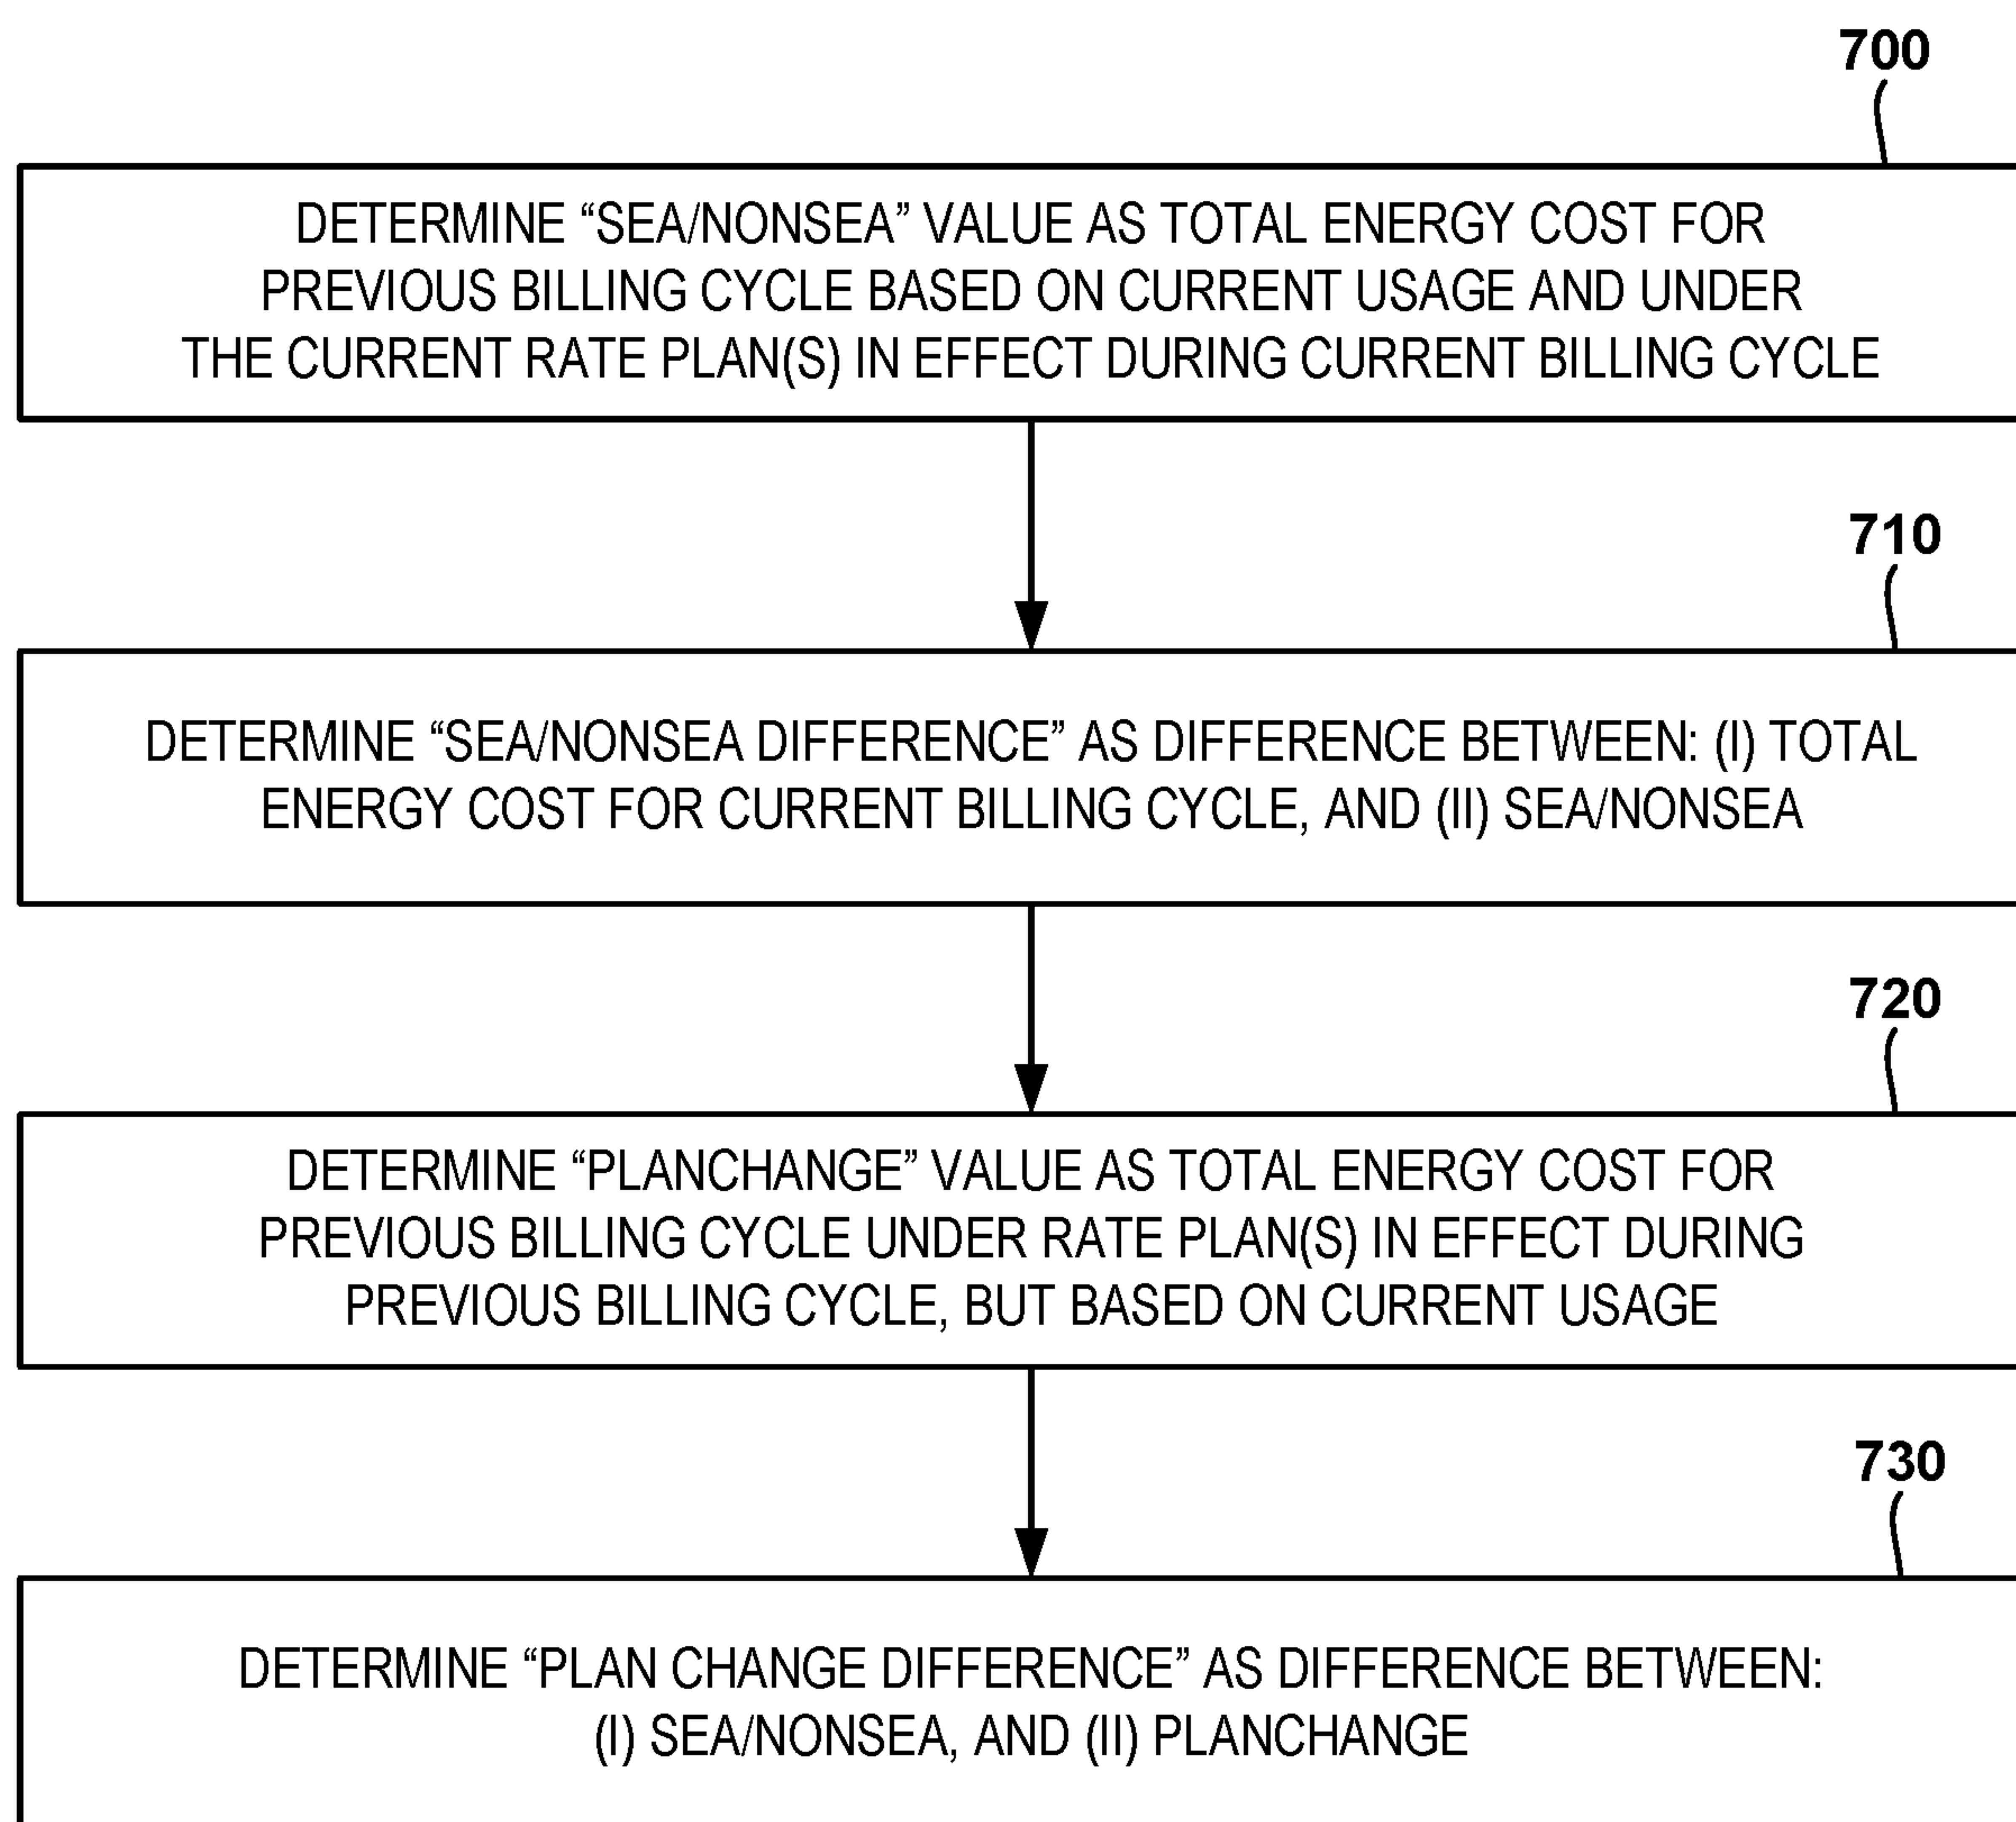 700
DETERMINE “SEA/NONSEA” VALUE AS TOTAL ENERGY COST FOR
PREVIOUS BILLING CYCLE BASED ON CURRENT USAGE AND UNDER
THE CURRENT RATE PLAN(S) IN EFFECT DURING CURRENT BILLING CYCLE
710
DETERMINE “SEA/NONSEA DIFFERENCE” AS DIFFERENCE BETWEEN: (I) TOTAL
ENERGY COST FOR CURRENT BILLING CYCLE, AND (II) SEA/NONSEA
720
DETERMINE “PLANCHANGE” VALUE AS TOTAL ENERGY COST FOR
PREVIOUS BILLING CYCLE UNDER RATE PLAN(S) IN EFFECT DURING
PREVIOUS BILLING CYCLE, BUT BASED ON CURRENT USAGE
730
DETERMINE “PLAN CHANGE DIFFERENCE” AS DIFFERENCE BETWEEN:
(I) SEA/NONSEA, AND (II) PLANCHANGE